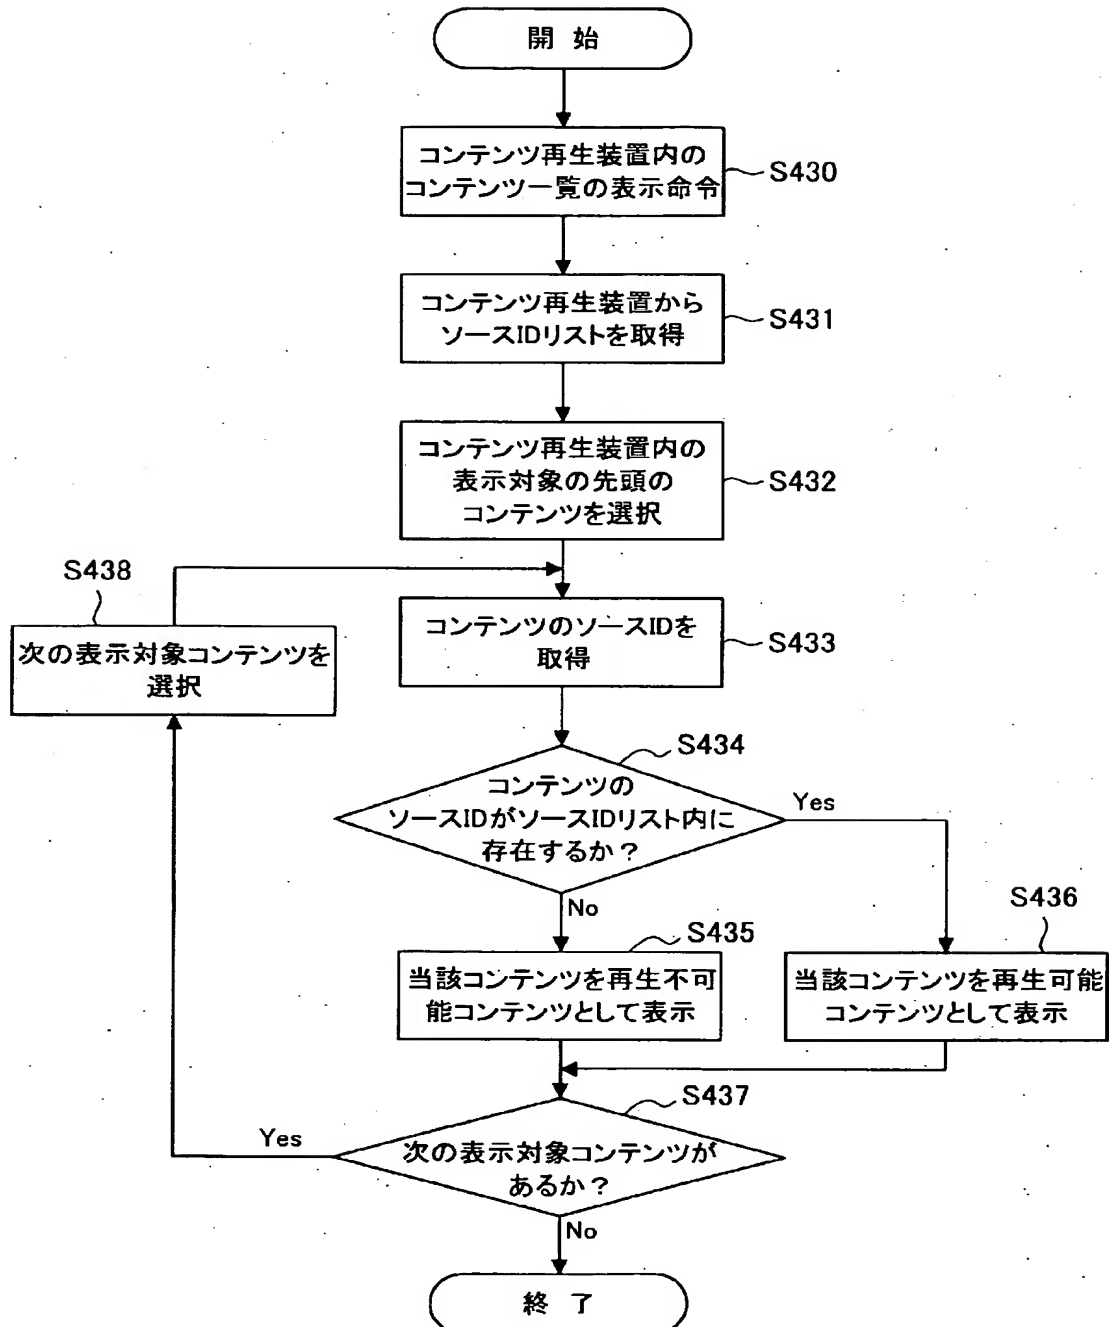 開 始
コンテンツ再生装置内の
コンテンツ一覧の表示命令
S430
コンテンツ再生装置から
ソースIDリストを取得
S431
コンテンツ再生装置内の
表示対象の先頭の
コンテンツを選択
S432
S438
次の表示対象コンテンツを
選択
コンテンツのソースIDを
取得
S433
S434
コンテンツの
ソースIDがソースIDリスト内に
存在するか？
Yes
No
S435
当該コンテンツを再生不可
能コンテンツとして表示
S436
当該コンテンツを再生可能
コンテンツとして表示
S437
次の表示対象コンテンツが
あるか？
Yes
No
終 了